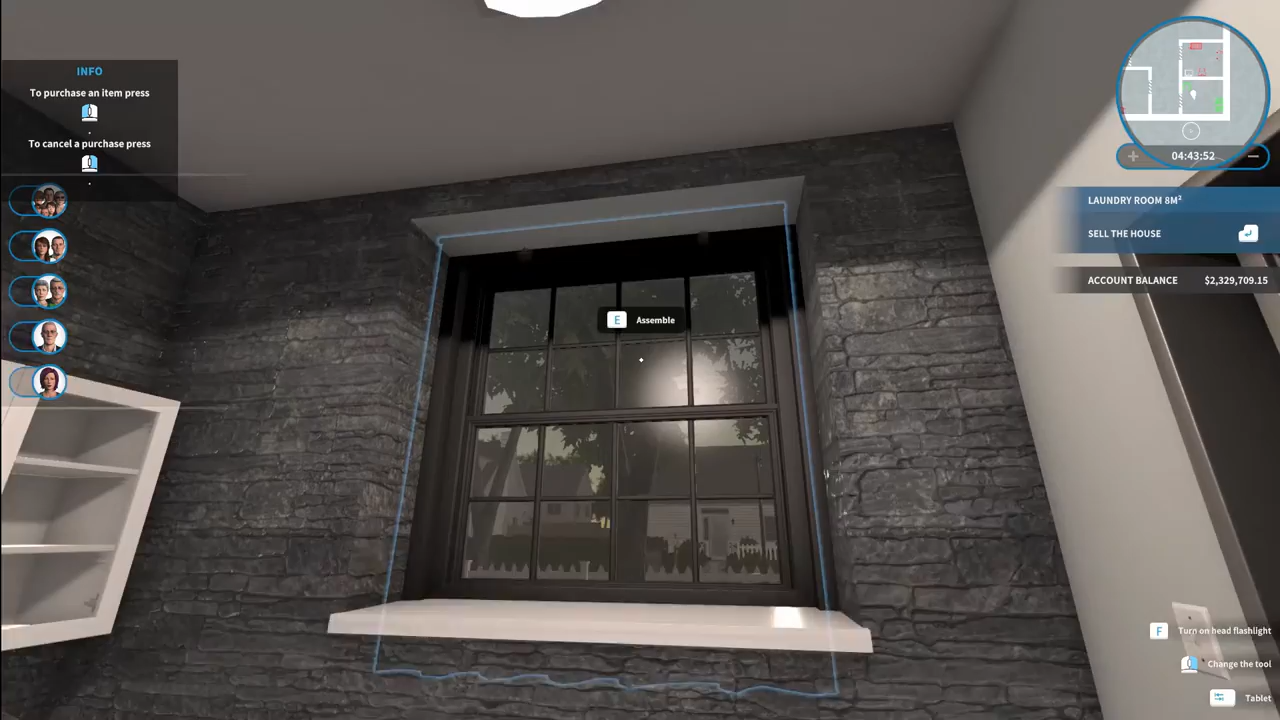 INFO
To purchase an item press
.
To cancel a purchase press
.
04:43:52
LAUNDRY ROOM 8M²
SELL THE HOUSE
ACCOUNT BALANCE $2,329,709.15
E Assemble
F Turn on head flashlight
Change the tool
Tablet